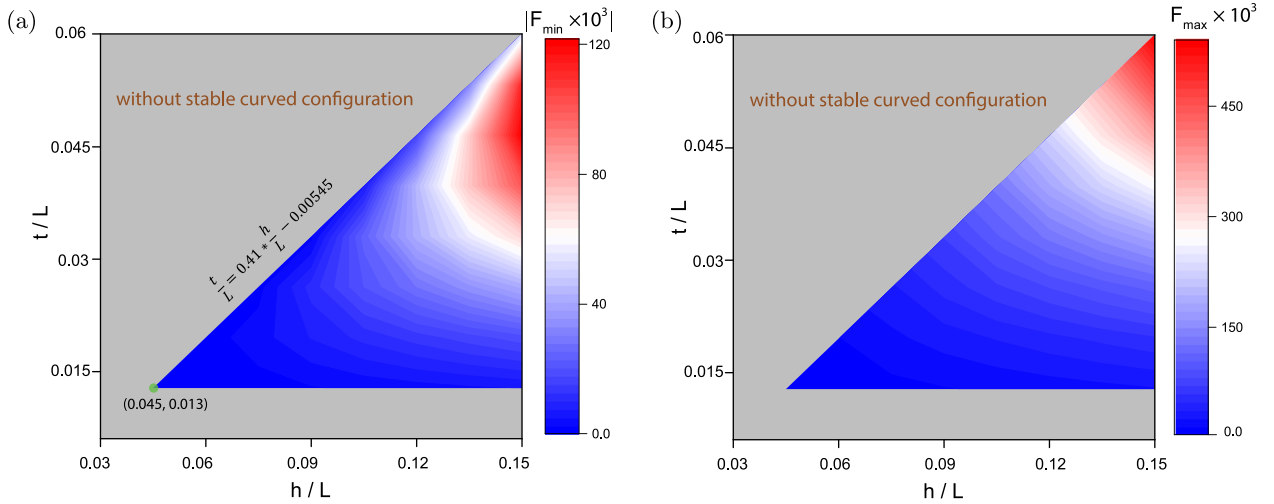 (a)
|F_min ×10^3|
0.06
120
without stable curved configuration
0.045
80
t / L
t/L = 0.41 * h/L − 0.00545
0.03
40
0.015
(0.045, 0.013)
0.0
0.03 0.06 0.09 0.12 0.15
h / L
(b)
F_max × 10^3
0.06
without stable curved configuration
450
0.045
t / L
300
0.03
150
0.015
0.0
0.03 0.06 0.09 0.12 0.15
h / L